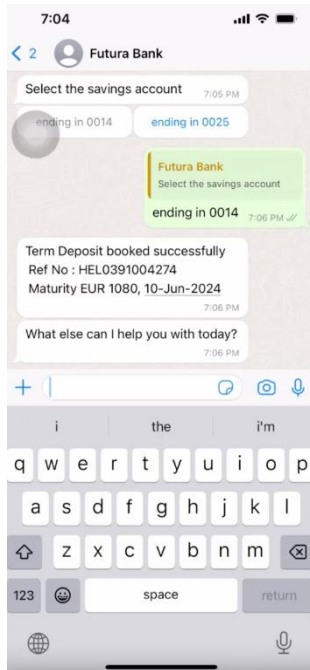 7:04
2
Futura Bank
Select the savings account
7:05 PM
ending in 0014
ending in 0025
Futura Bank
Select the savings account
ending in 0014
7:06 PM
Term Deposit booked successfully
Ref No : HEL0391004274
Maturity EUR 1080, 10-Jun-2024
7:06 PM
What else can I help you with today?
7:06 PM
i the i'm
q w e r t y u i o p
a s d f g h j k l
z x c v b n m
123 space return